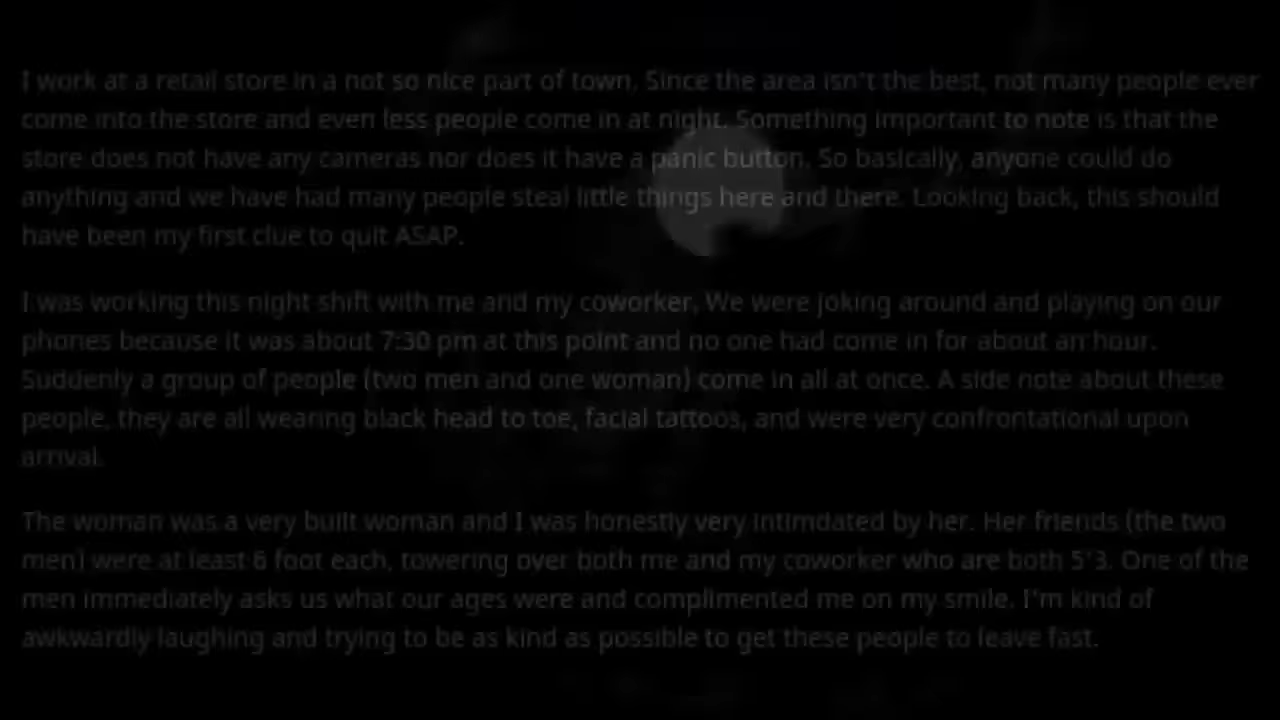 I work at a retail store in a not so nice part of town. Since the area isn't the best, not many people ever
come into the store and even less people come in at night. Something important to note is that the
store does not have any cameras nor does it have a panic button. So basically, anyone could do
anything and we have had many people steal little things here and there. Looking back, this should
have been my first clue to quit ASAP.
I was working this night shift with me and my coworker. We were joking around and playing on our
phones because it was about 7:30 pm at this point and no one had come in for about an hour.
Suddenly a group of people (two men and one woman) come in all at once. A side note about these
people, they are all wearing black head to toe, facial tattoos, and were very confrontational upon
arrival.
The woman was a very built woman and I was honestly very intimdated by her. Her friends (the two
men) were at least 6 foot each, towering over both me and my coworker who are both 5'3. One of the
men immediately asks us what our ages were and complimented me on my smile. I'm kind of
awkwardly laughing and trying to be as kind as possible to get these people to leave fast.